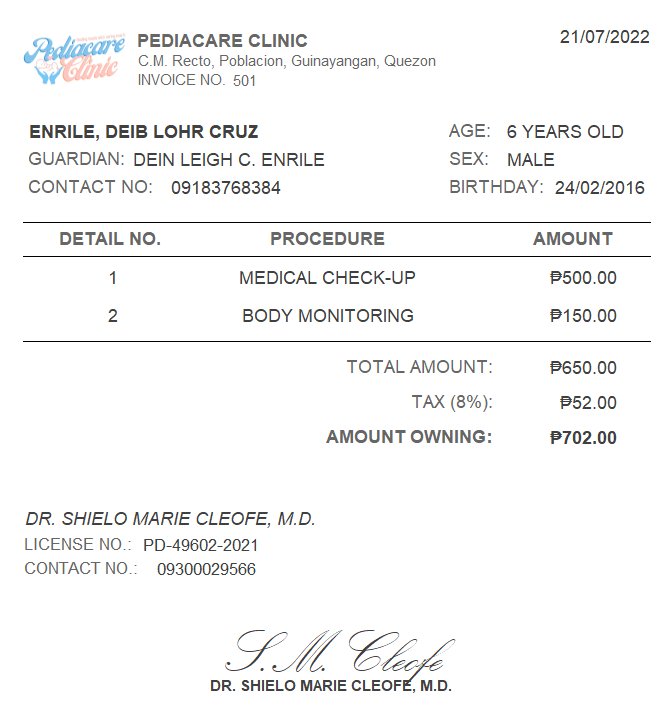 Pediacare
Clinic
PEDIACARE CLINIC
21/07/2022
C.M. Recto, Poblacion, Guinayangan, Quezon
INVOICE NO. 501
ENRILE, DEIB LOHR CRUZ
AGE: 6 YEARS OLD
GUARDIAN: DEIN LEIGH C. ENRILE
SEX: MALE
CONTACT NO: 09183768384
BIRTHDAY: 24/02/2016
DETAIL NO. PROCEDURE AMOUNT
1 MEDICAL CHECK-UP ₱500.00
2 BODY MONITORING ₱150.00
TOTAL AMOUNT: ₱650.00
TAX (8%): ₱52.00
AMOUNT OWNING: ₱702.00
DR. SHIELO MARIE CLEOFE, M.D.
LICENSE NO.: PD-49602-2021
CONTACT NO.: 09300029566
S. M. Cleofe
DR. SHIELO MARIE CLEOFE, M.D.